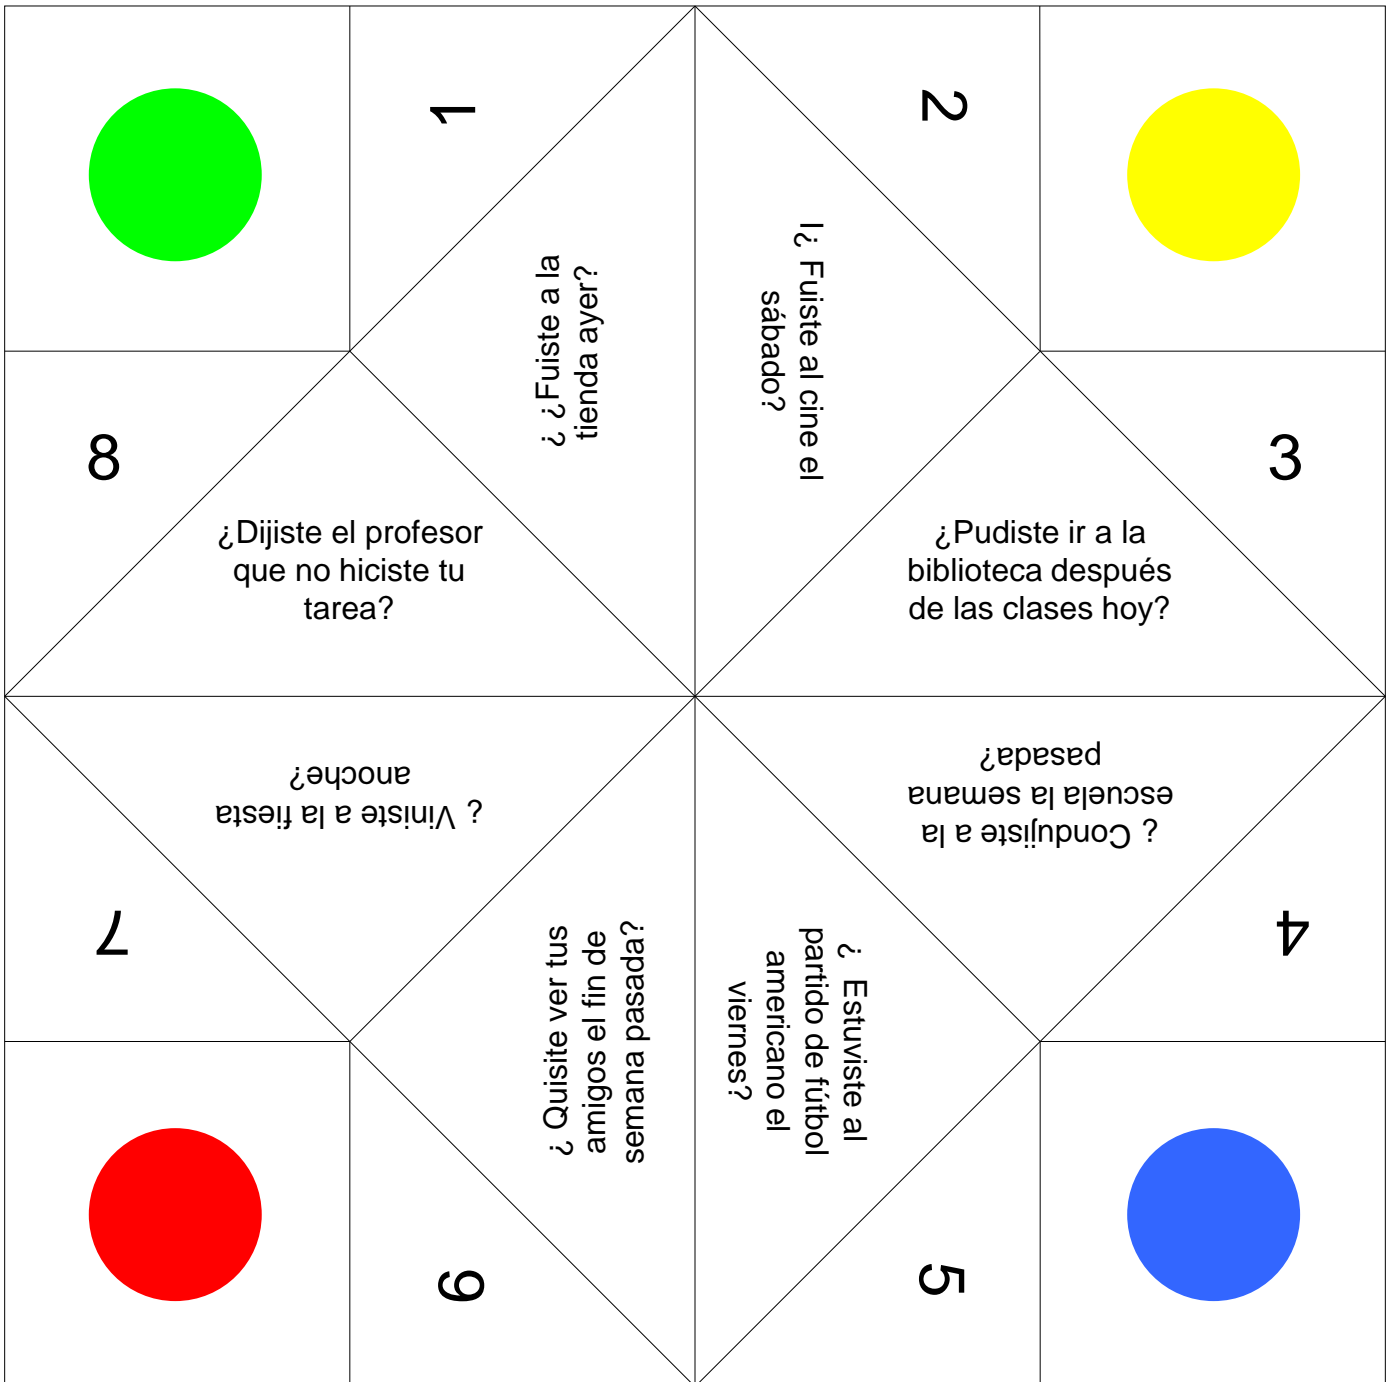 1
2
¿ ¿Fuiste a la
tienda ayer?
I¿ Fuiste al cine el
sábado?
8
3
¿Dijiste el profesor
que no hiciste tu
tarea?
¿Pudiste ir a la
biblioteca después
de las clases hoy?
¿ Viniste a la fiesta
anoche?
¿ Condujiste a la
escuela la semana
pasada?
7
4
¿ Quisite ver tus
amigos el fin de
semana pasada?
¿ Estuviste al
partido de fútbol
americano el
viernes?
6
5